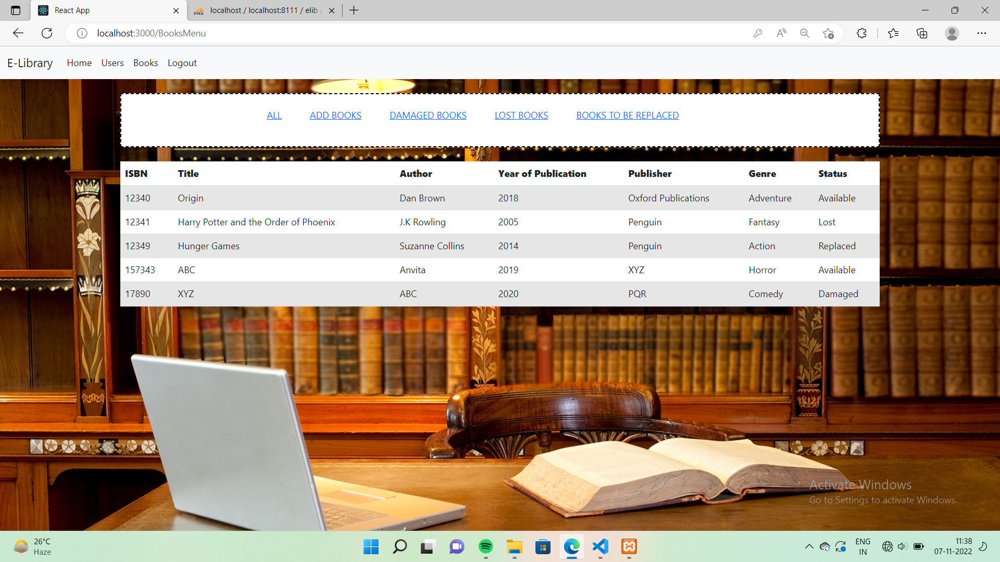 React App
localhost / localhost:8111 / elib /
localhost:3000/BooksMenu
E-Library Home Users Books Logout
ALL ADD BOOKS DAMAGED BOOKS LOST BOOKS BOOKS TO BE REPLACED
ISBN Title Author Year of Publication Publisher Genre Status
12340 Origin Dan Brown 2018 Oxford Publications Adventure Available
12341 Harry Potter and the Order of Phoenix J.K Rowling 2005 Penguin Fantasy Lost
12349 Hunger Games Suzanne Collins 2014 Penguin Action Replaced
157343 ABC Anvita 2019 XYZ Horror Available
17890 XYZ ABC 2020 PQR Comedy Damaged
Activate Windows
Go to Settings to activate Windows.
26°C
Haze
ENG
IN
11:38
07-11-2022